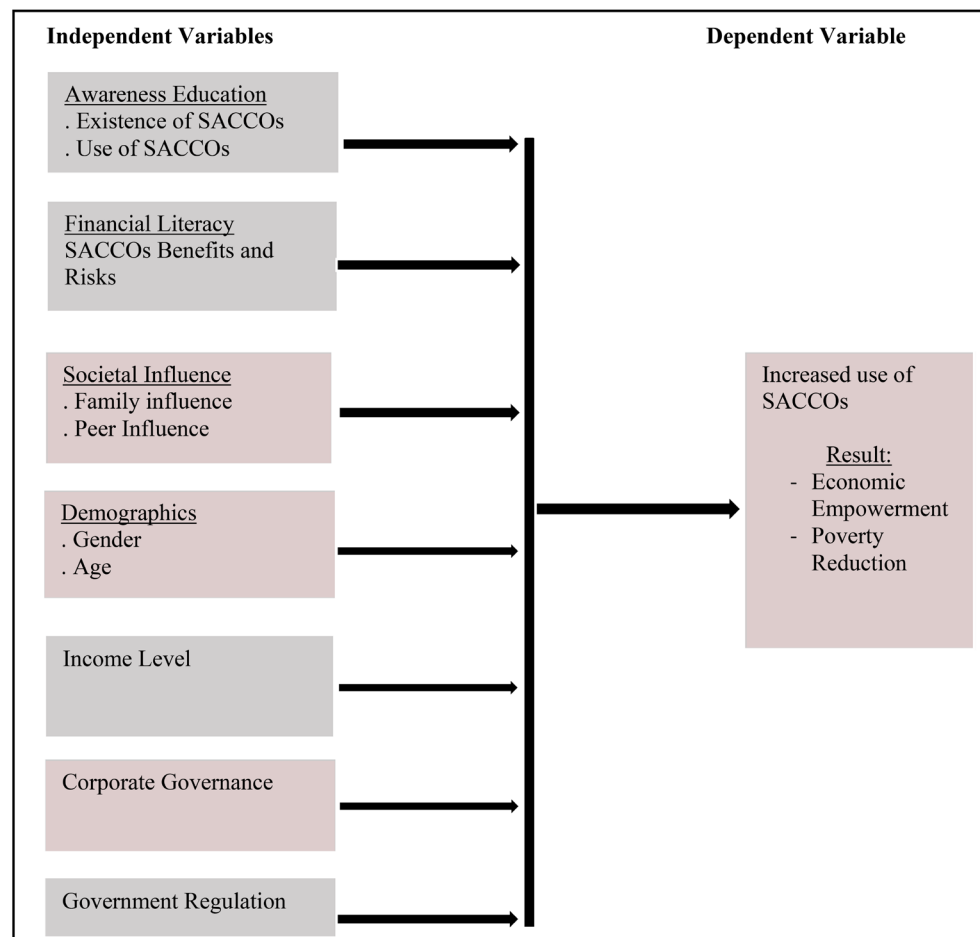 Independent Variables
Dependent Variable
Awareness Education
. Existence of SACCOs
. Use of SACCOs
Financial Literacy
SACCOs Benefits and
Risks
Societal Influence
. Family influence
. Peer Influence
Demographics
. Gender
. Age
Income Level
Corporate Governance
Government Regulation
Increased use of
SACCOs
Result:
- Economic
Empowerment
- Poverty
Reduction